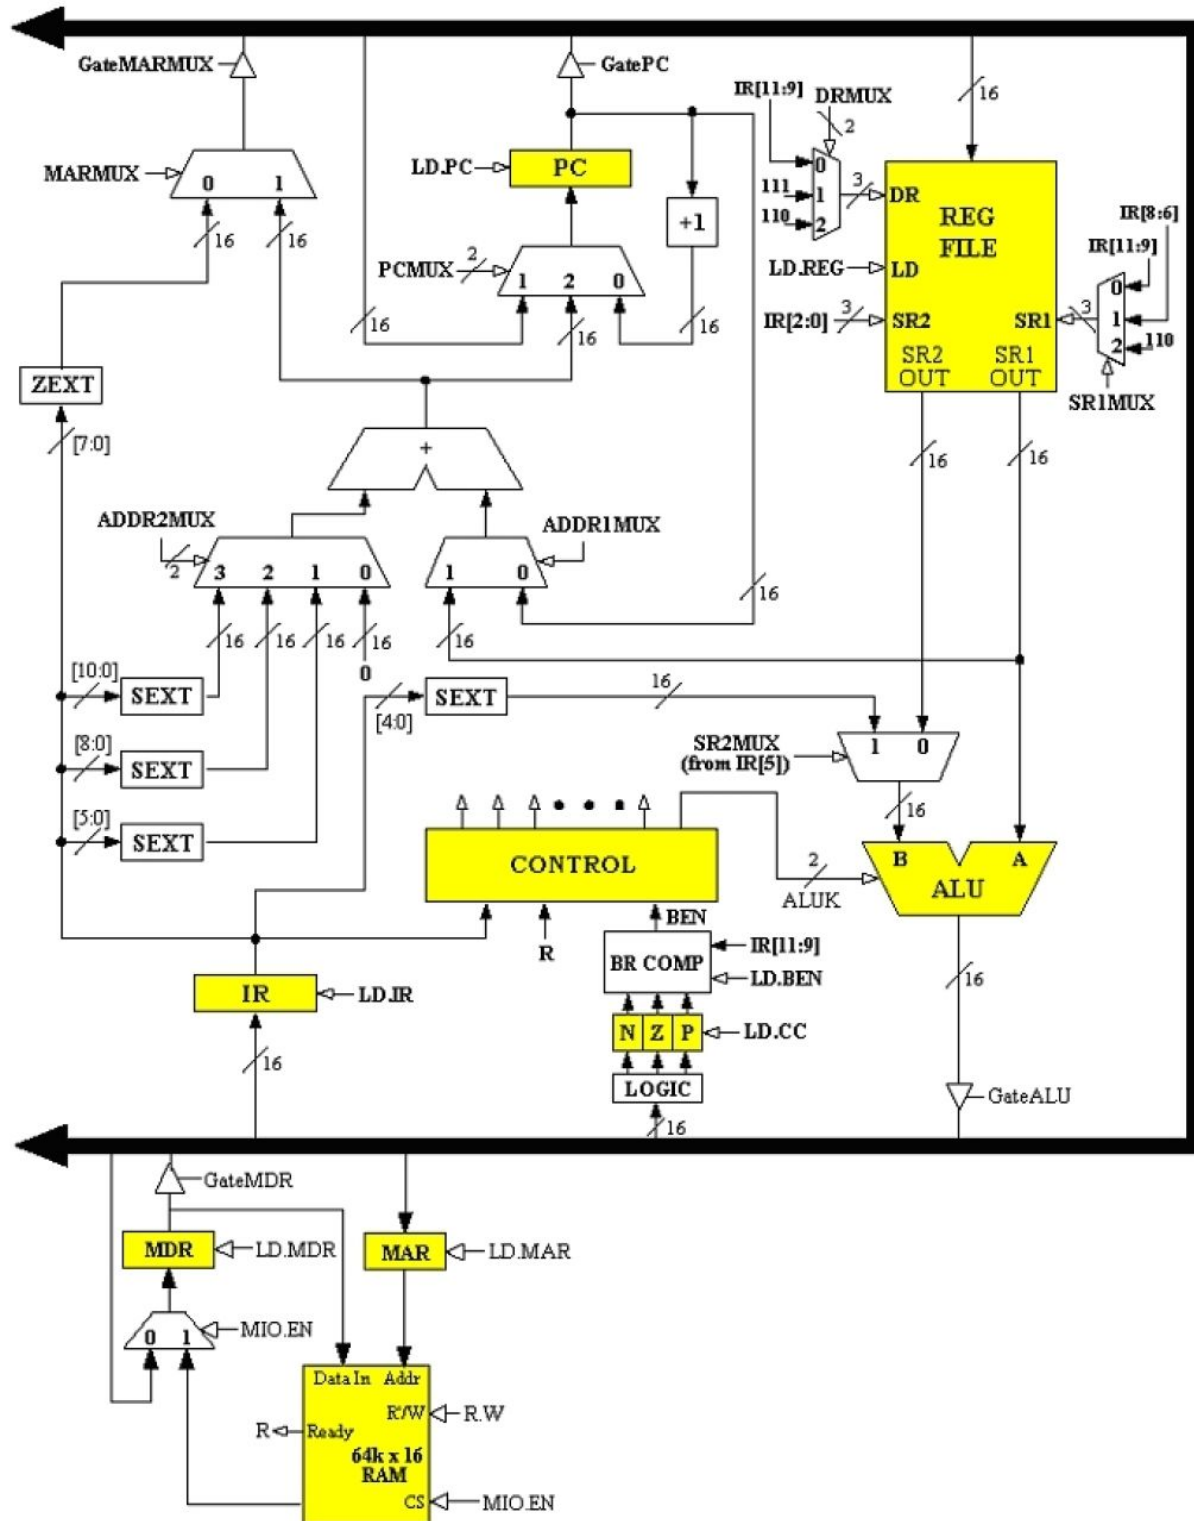 GateMARMUX
GatePC
IR[11:9]
DRMUX
16
2
MARMUX
0 1
LD.PC
PC
0
111
1
3
DR
110
2
REG
FILE
IR[8:6]
IR[11:9]
+1
16
16
PCMUX
2
1 2 0
LD.REG
LD
0
IR[2:0]
3
SR2
SR1
3
1
110
2
16
16
16
SR2
OUT
SR1
OUT
SR1MUX
ZEXT
[7:0]
+
16
16
ADDR2MUX
ADDR1MUX
2
3 2 1 0
1 0
16
16
16
16
16
16
0
[10:0]
SEXT
[4:0]
SEXT
16
[8:0]
SEXT
SR2MUX
(from IR[5])
1 0
16
[5:0]
SEXT
CONTROL
2
ALUK
B A
ALU
BEN
R
IR[11:9]
BR COMP
LD.BEN
IR
LD.IR
16
N Z P
LD.CC
LOGIC
16
16
GateALU
GateMDR
MDR
LD.MDR
MAR
LD.MAR
0 1
MIO.EN
Data In Addr
R'/W
R.W
R
Ready
64k x 16
RAM
CS
MIO.EN